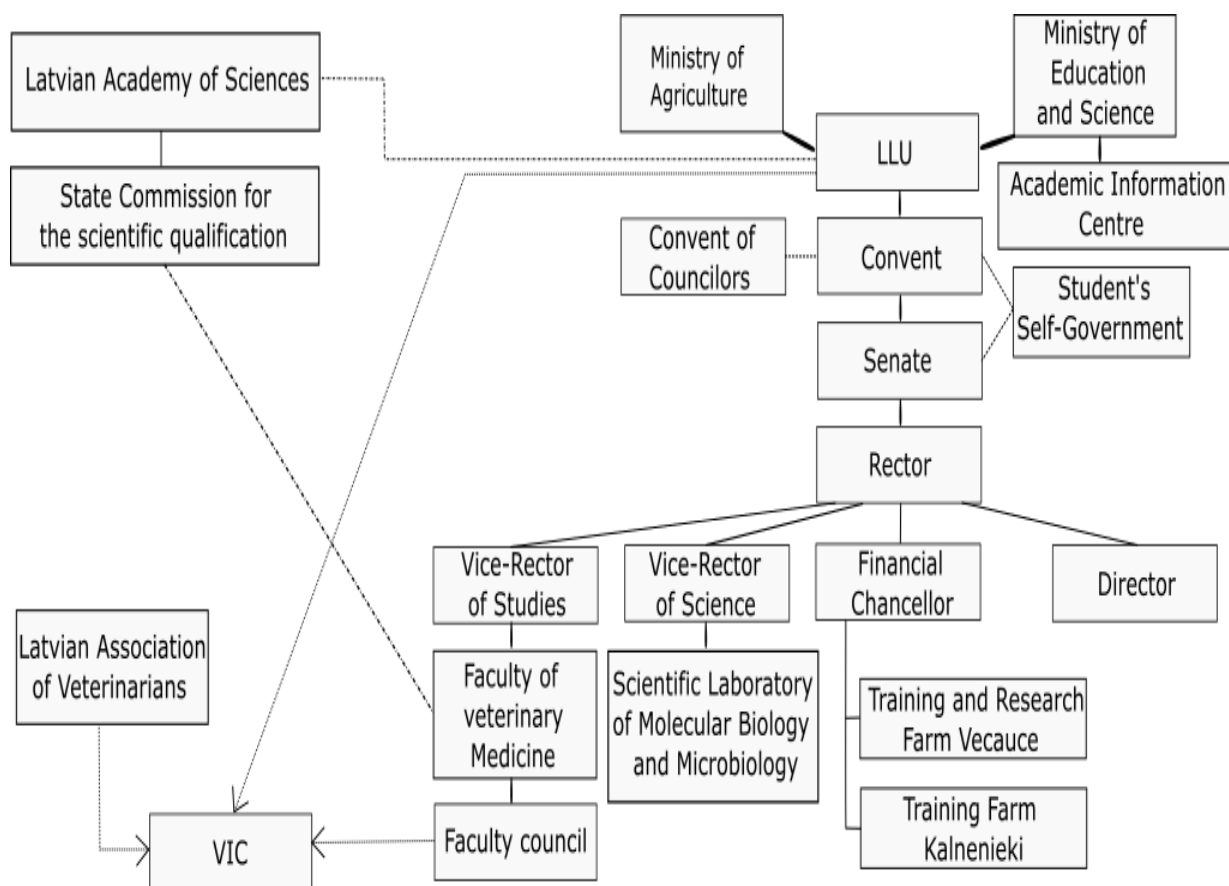 Latvian Academy of Sciences
State Commission for
the scientific qualification
Ministry of
Agriculture
Ministry of
Education
and Science
LLU
Academic Information
Centre
Convent of
Councilors
Convent
Student's
Self-Government
Senate
Rector
Vice-Rector
of Studies
Vice-Rector
of Science
Financial
Chancellor
Director
Latvian Association
of Veterinarians
Faculty of
veterinary
Medicine
Scientific Laboratory
of Molecular Biology
and Microbiology
Training and Research
Farm Vecauce
Training Farm
Kalnenieki
Faculty council
VIC